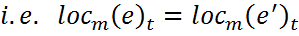 i.e. loc_m(e)_t = loc_m(e′)_t